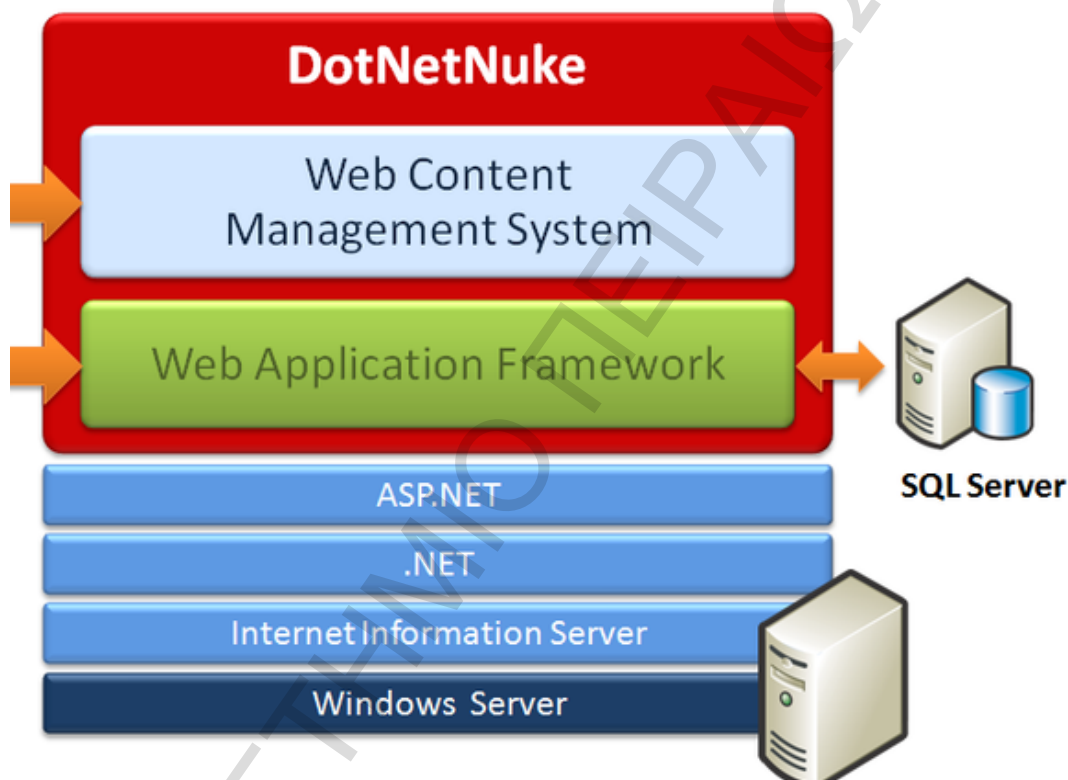 DotNetNuke
Web Content
Management System
Web Application Framework
SQL Server
ASP.NET
.NET
Internet Information Server
Windows Server